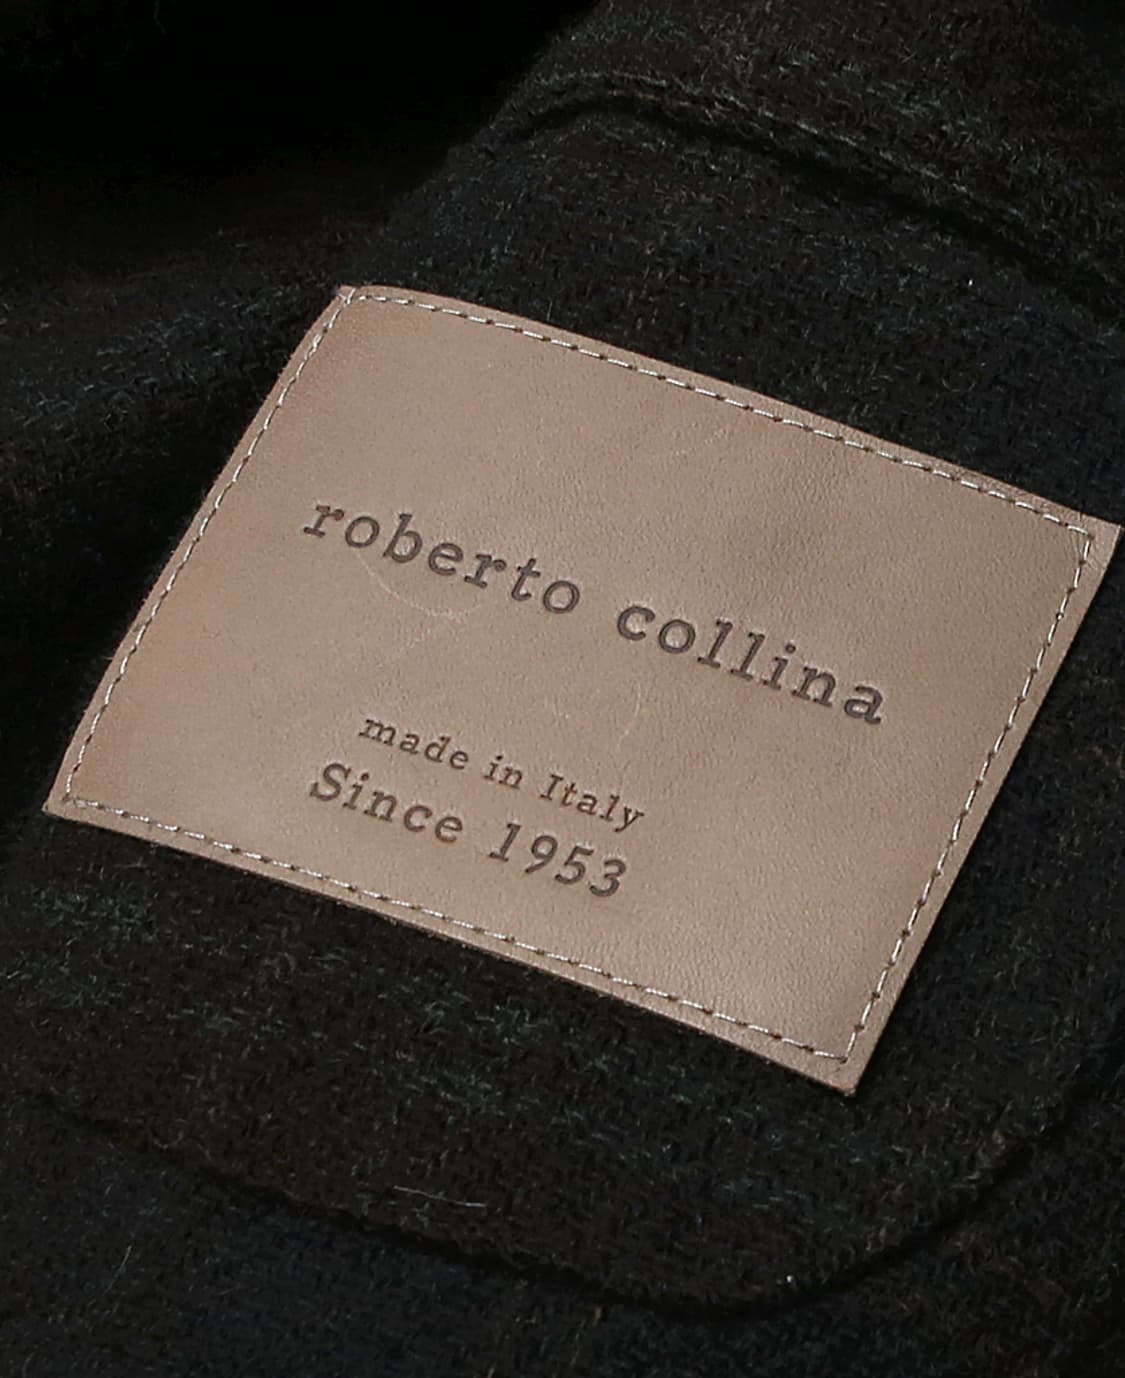 roberto collina
made in Italy
Since 1953